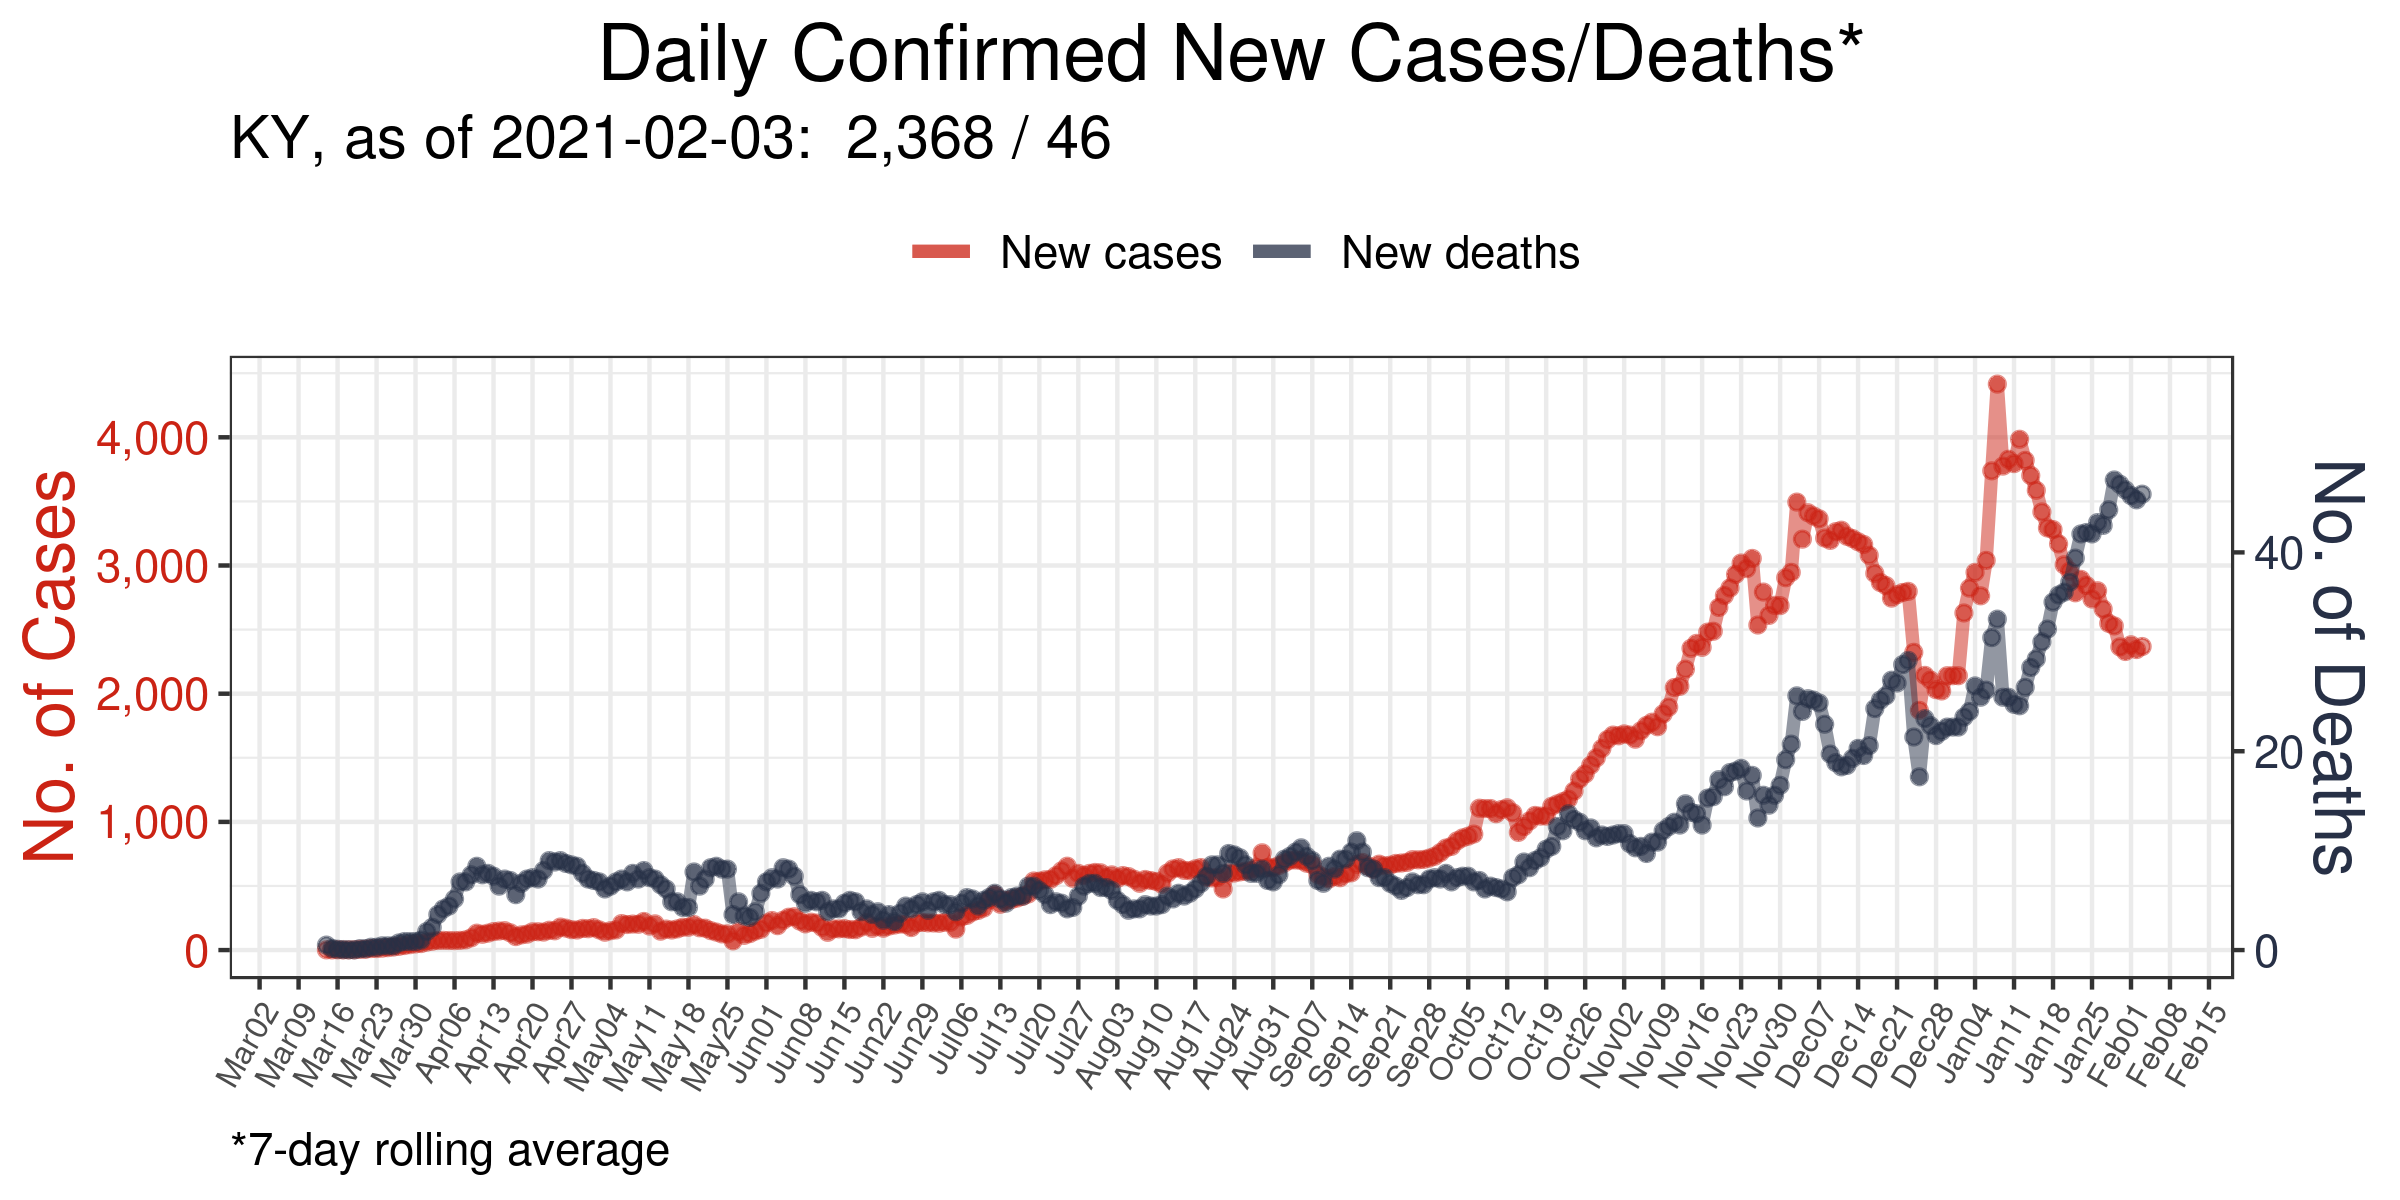 Daily Confirmed New Cases/Deaths*
KY, as of 2021-02-03:  2,368 / 46
New cases
New deaths
No. of Cases
4,000
3,000
2,000
1,000
0
No. of Deaths
40
20
0
Mar02
Mar09
Mar16
Mar23
Mar30
Apr06
Apr13
Apr20
Apr27
May04
May11
May18
May25
Jun01
Jun08
Jun15
Jun22
Jun29
Jul06
Jul13
Jul20
Jul27
Aug03
Aug10
Aug17
Aug24
Aug31
Sep07
Sep14
Sep21
Sep28
Oct05
Oct12
Oct19
Oct26
Nov02
Nov09
Nov16
Nov23
Nov30
Dec07
Dec14
Dec21
Dec28
Jan04
Jan11
Jan18
Jan25
Feb01
Feb08
Feb15
*7-day rolling average